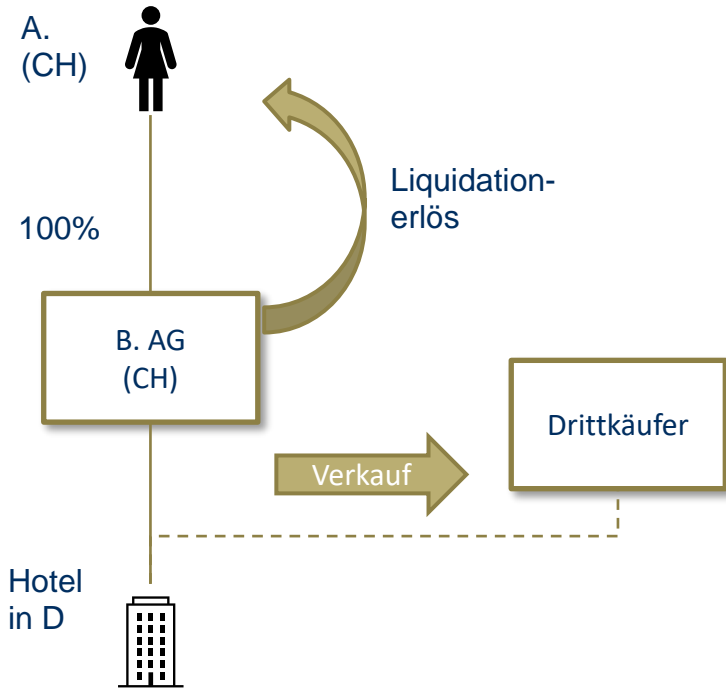 A.
(CH)
Liquidation-
erlös
100%
B. AG
(CH)
Drittkäufer
Verkauf
Hotel
in D